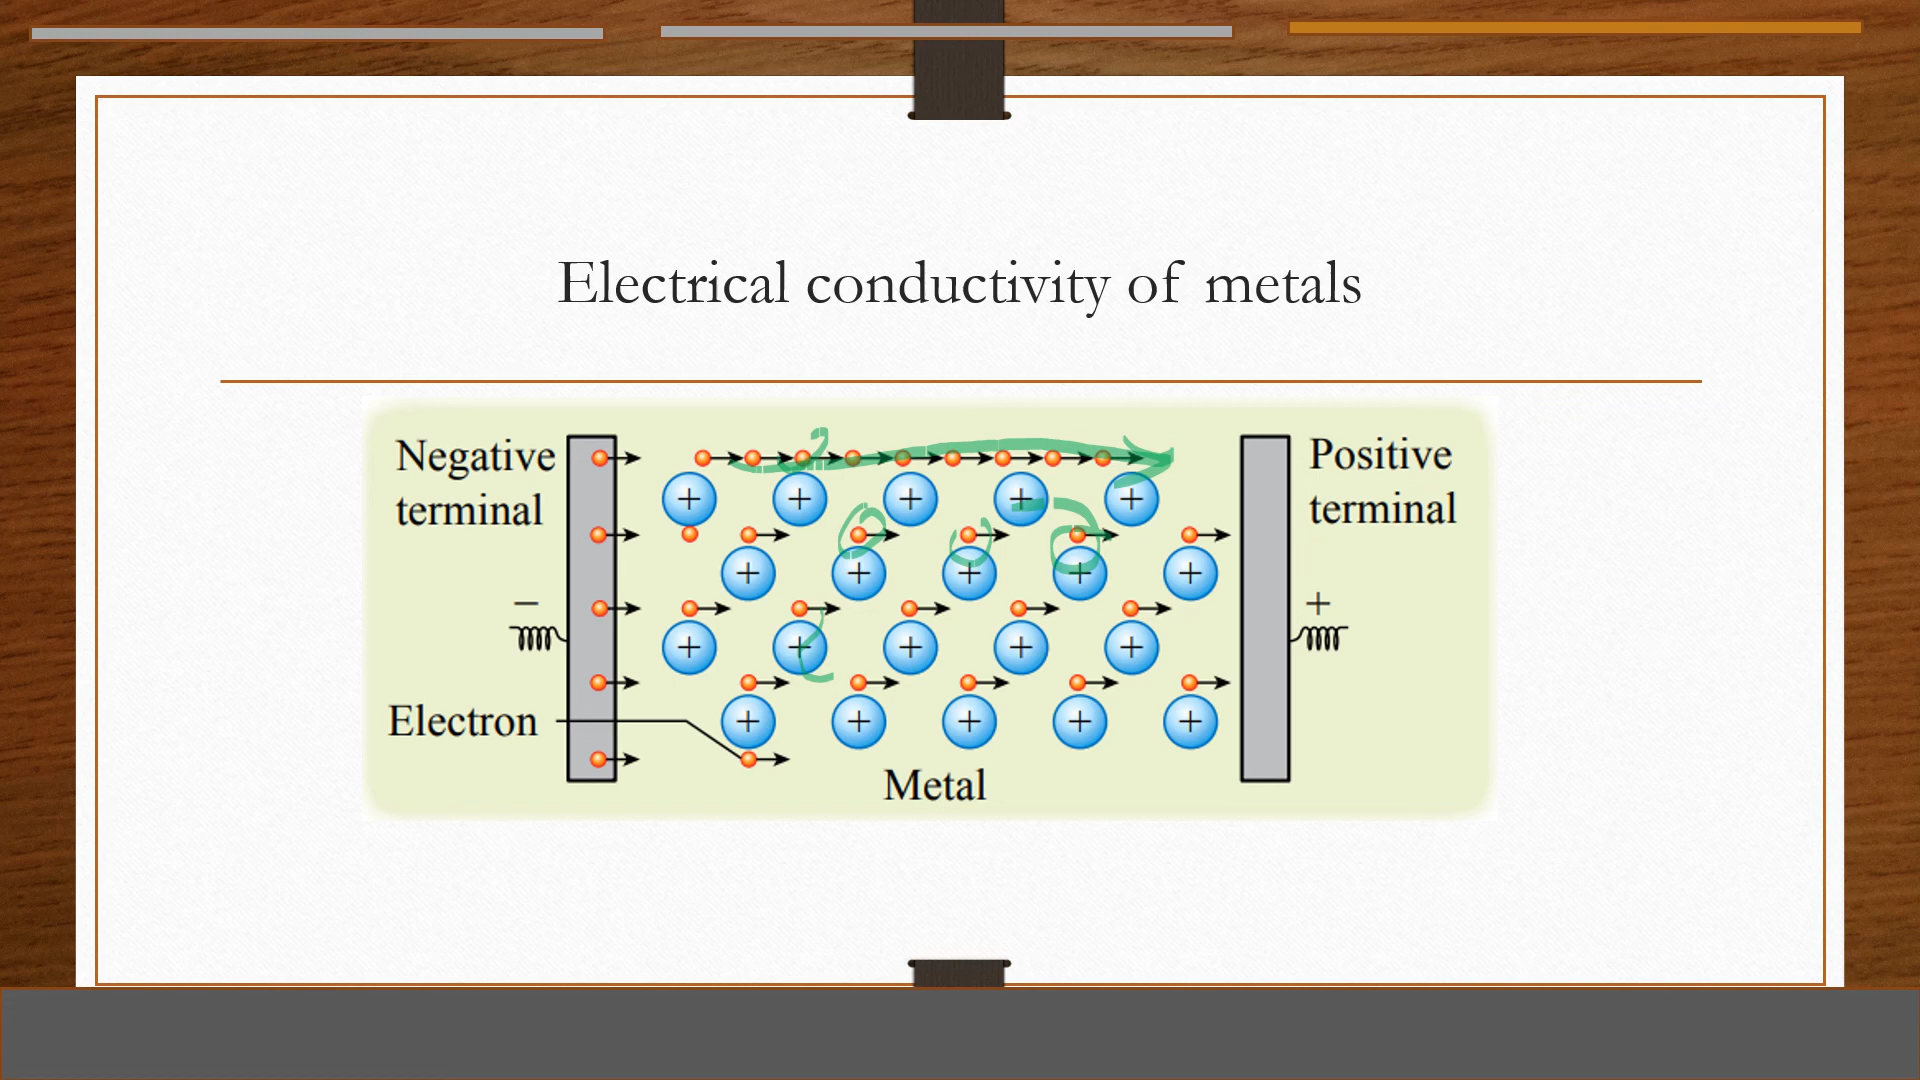 Electrical conductivity of metals
Negative
terminal
Positive
terminal
+ + + + +
+ + + + +
− +
+ + + + +
Electron
+ + + + +
Metal